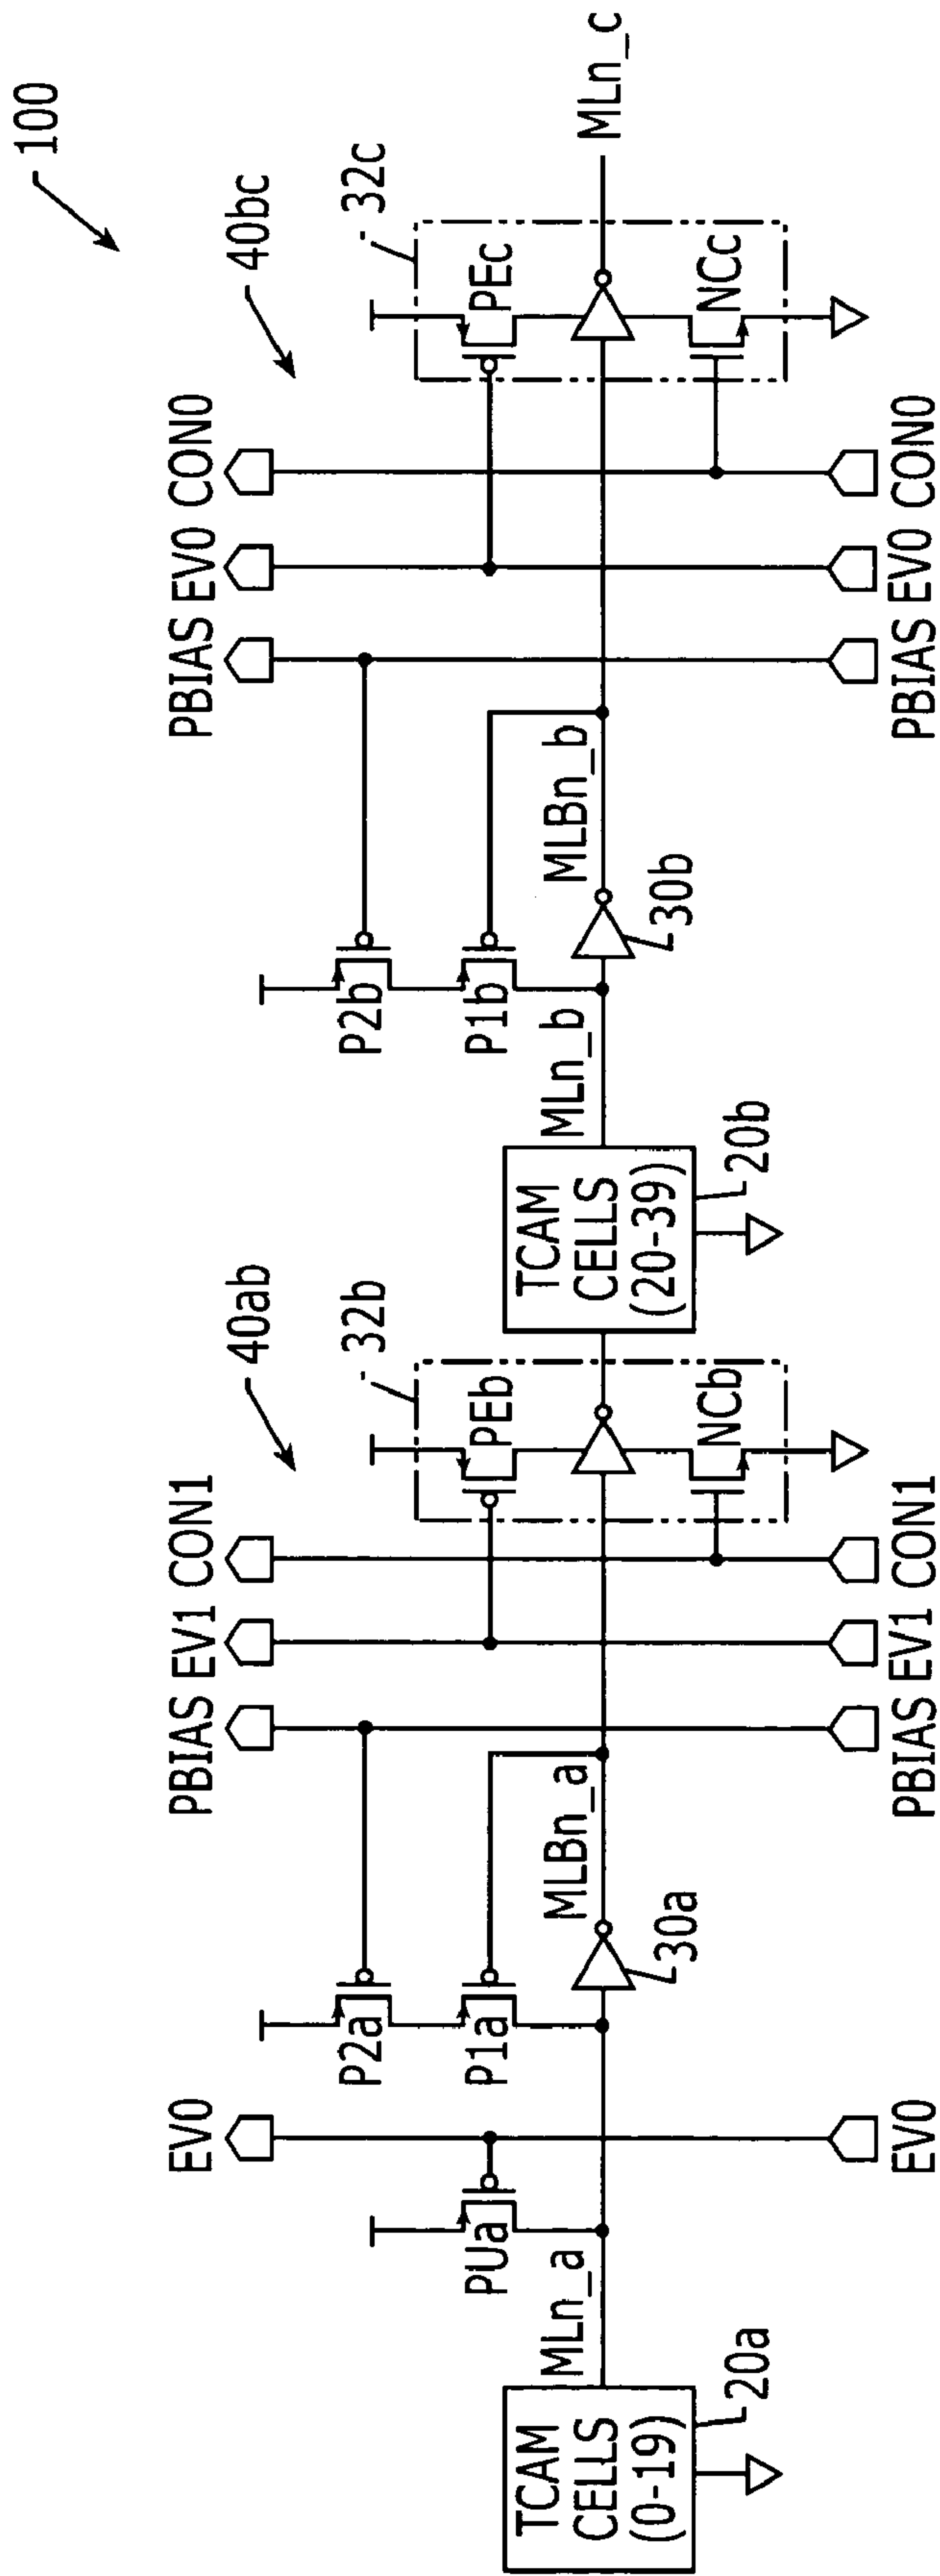 100
40ab
40bc
EV0
PBIAS
EV1
CON1
PBIAS
EV0
CON0
32b
32c
P2a
P2b
PUa
P1a
PEb
P1b
PEc
TCAM
CELLS
(0-19)
MLn_a
MLBn_a
TCAM
CELLS
(20-39)
MLn_b
MLBn_b
MLn_c
20a
30a
NCb
20b
30b
NCc
EV0
PBIAS
EV1
CON1
PBIAS
EV0
CON0